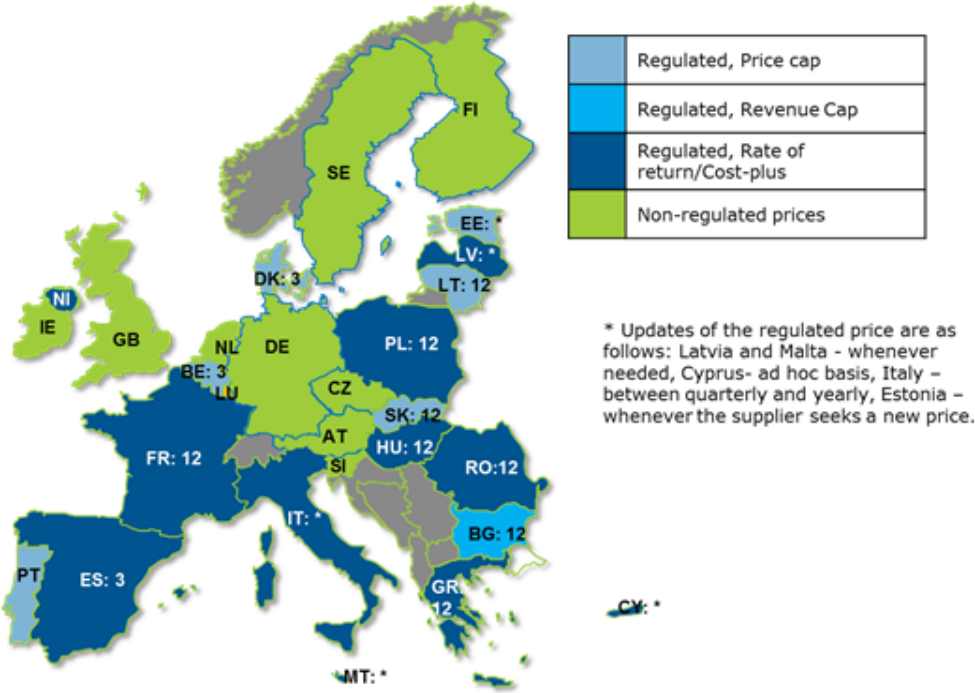 Regulated, Price cap
Regulated, Revenue Cap
Regulated, Rate of
return/Cost-plus
Non-regulated prices
FI
SE
EE: *
LV: *
DK: 3
LT: 12
NI
IE
GB
NL
DE
PL: 12
BE: 3
LU
CZ
SK: 12
AT
HU: 12
FR: 12
SI
RO:12
IT: *
BG: 12
PT
ES: 3
GR:
12
CY: *
MT: *
* Updates of the regulated price are as
follows: Latvia and Malta - whenever
needed, Cyprus- ad hoc basis, Italy –
between quarterly and yearly, Estonia –
whenever the supplier seeks a new price.